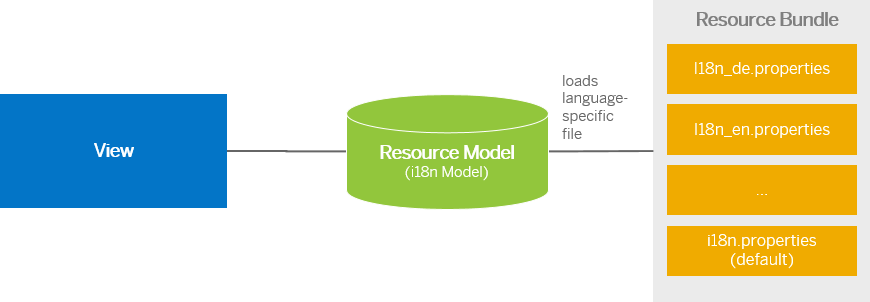 View
Resource Model
(i18n Model)
loads
language-
specific
file
Resource Bundle
I18n_de.properties
I18n_en.properties
...
i18n.properties
(default)